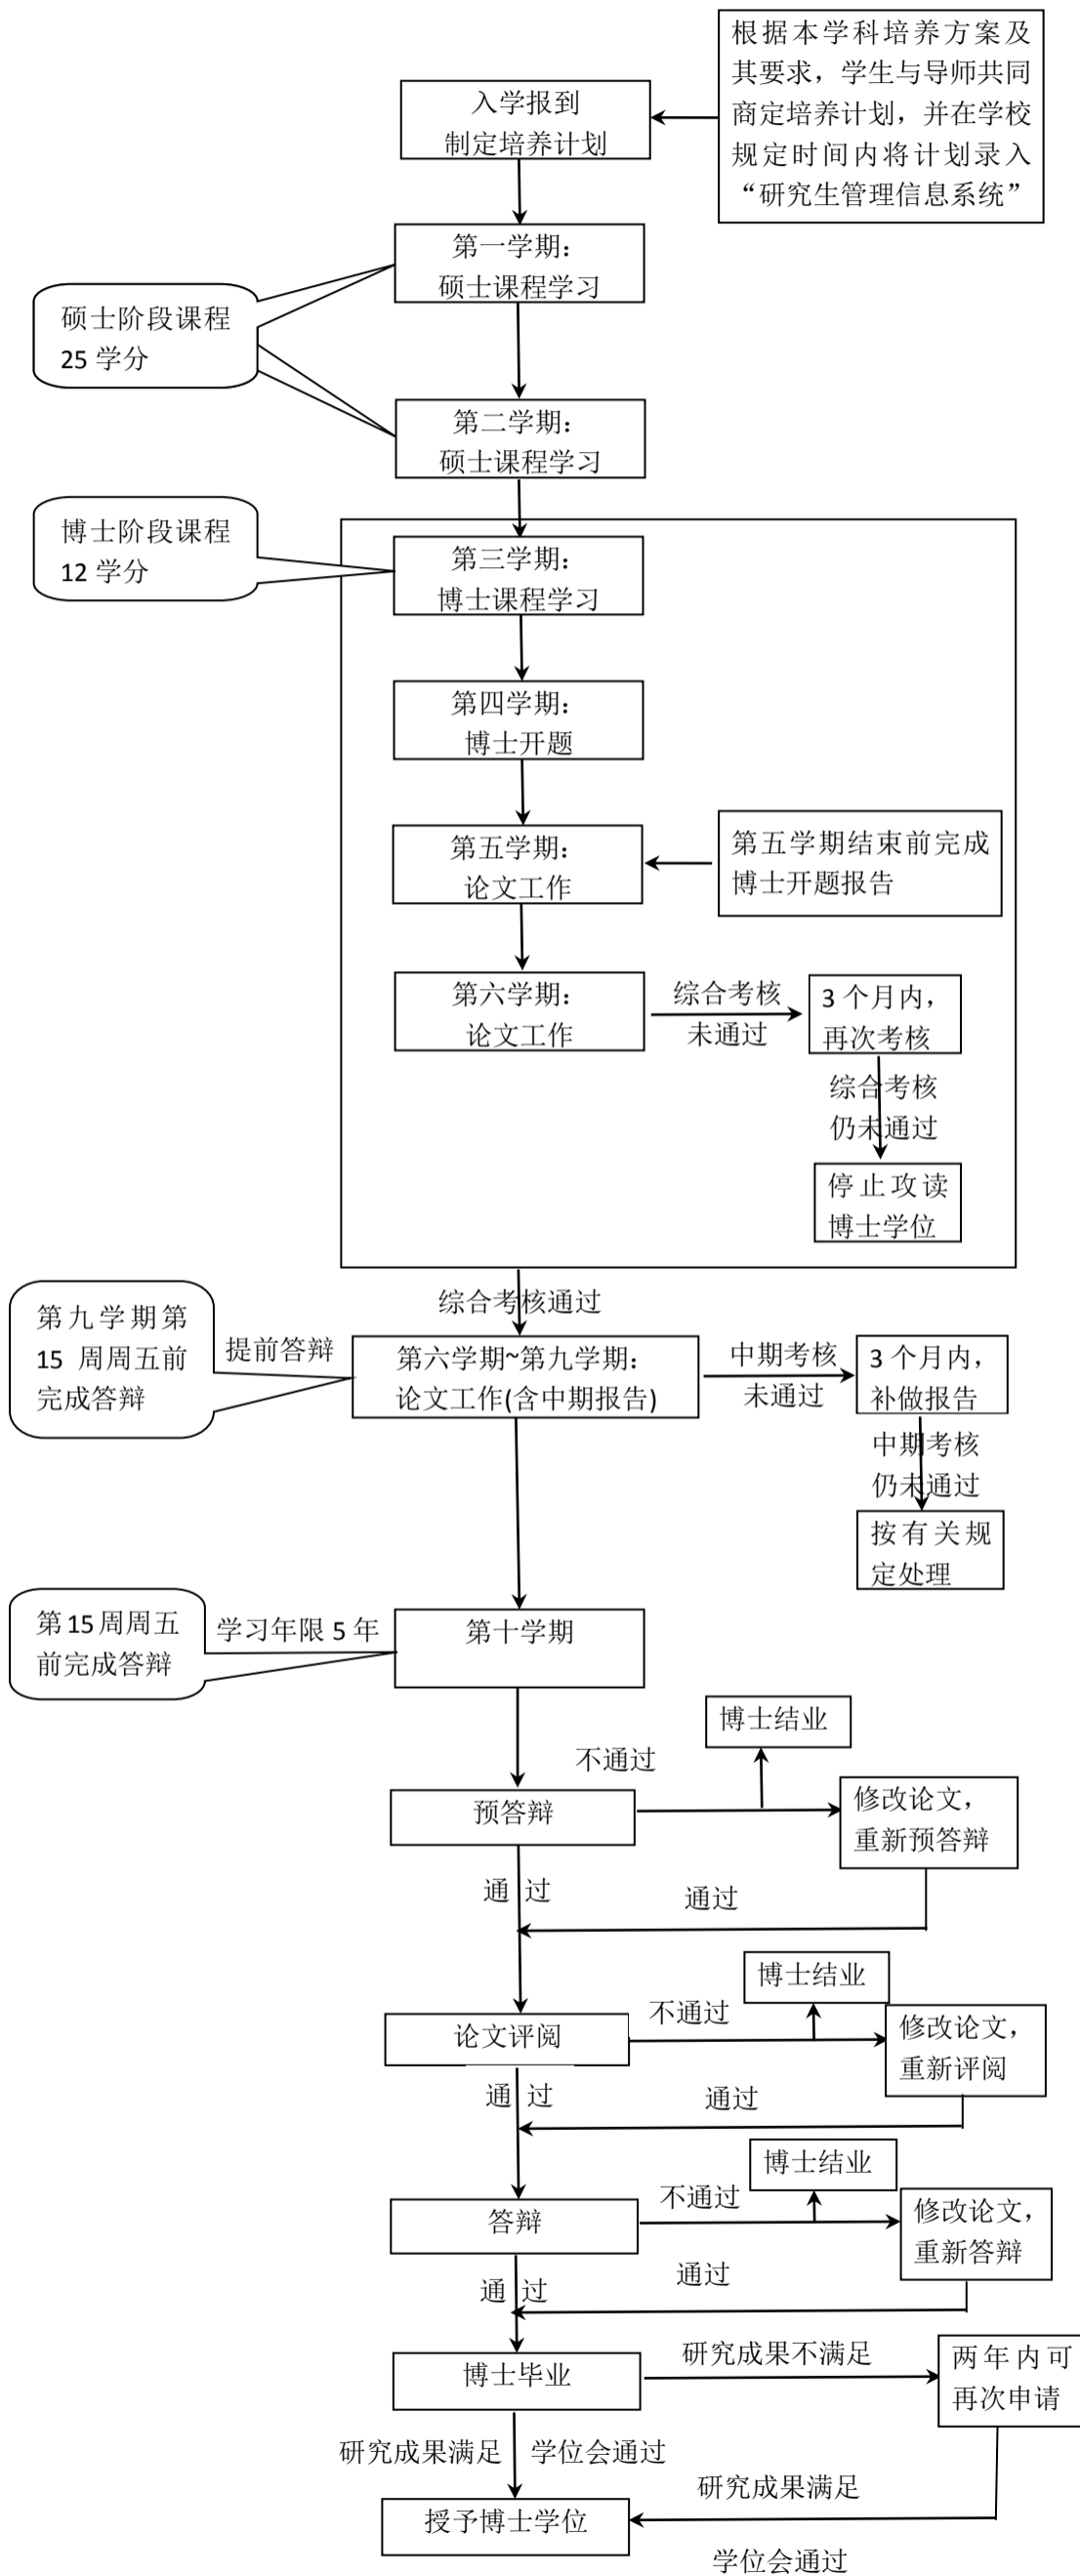 根据本学科培养方案及
其要求，学生与导师共同
商定培养计划，并在学校
规定时间内将计划录入
“研究生管理信息系统”
入学报到
制定培养计划
第一学期：
硕士课程学习
硕士阶段课程
25 学分
第二学期：
硕士课程学习
博士阶段课程
12 学分
第三学期：
博士课程学习
第四学期：
博士开题
第五学期：
论文工作
第五学期结束前完成
博士开题报告
第六学期：
论文工作
综合考核
未通过
3 个月内，
再次考核
综合考核
仍未通过
停止攻读
博士学位
综合考核通过
第九学期第
15 周周五前
完成答辩
提前答辩
第六学期~第九学期：
论文工作(含中期报告)
中期考核
未通过
3 个月内，
补做报告
中期考核
仍未通过
按有关规
定处理
第 15 周周五
前完成答辩
学习年限 5 年
第十学期
博士结业
不通过
预答辩
修改论文，
重新预答辩
通过
通过
博士结业
不通过
论文评阅
修改论文，
重新评阅
通过
通过
博士结业
不通过
答辩
修改论文，
重新答辩
通过
通过
博士毕业
研究成果不满足
两年内可
再次申请
研究成果满足
学位会通过
研究成果满足
授予博士学位
学位会通过